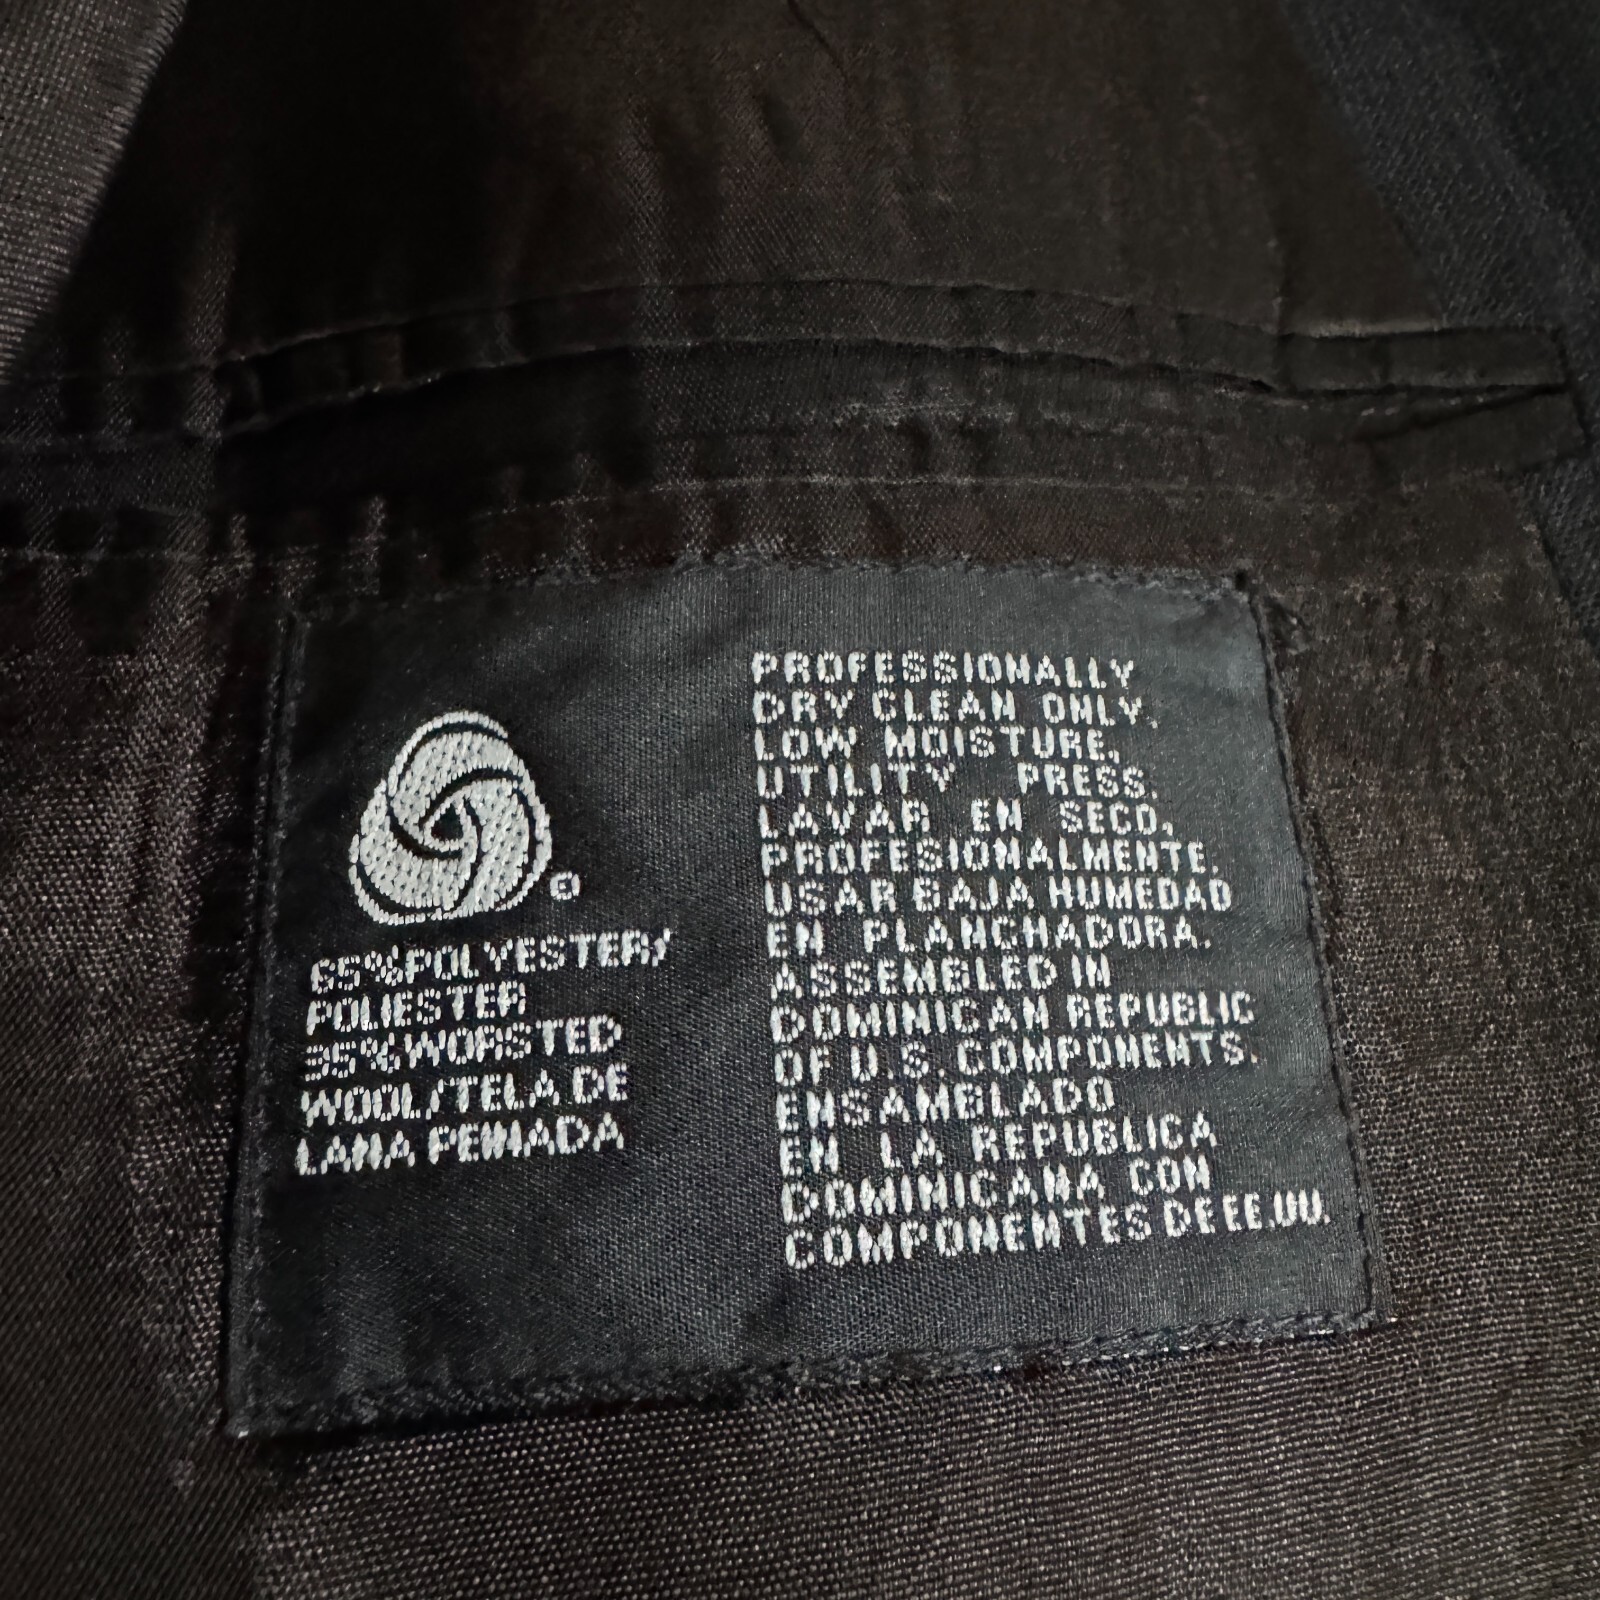 65%POLYESTER/
POLIESTER
35%WORSTED
WOOL/TELA DE
LANA PEINADA
PROFESSIONALLY
DRY CLEAN ONLY.
LOW MOISTURE,
UTILITY PRESS.
LAVAR EN SECO,
PROFESIONALMENTE.
USAR BAJA HUMEDAD
EN PLANCHADORA.
ASSEMBLED IN
DOMINICAN REPUBLIC
OF U.S. COMPONENTS.
ENSAMBLADO
EN LA REPUBLICA
DOMINICANA CON
COMPONENTES DE EE.UU.